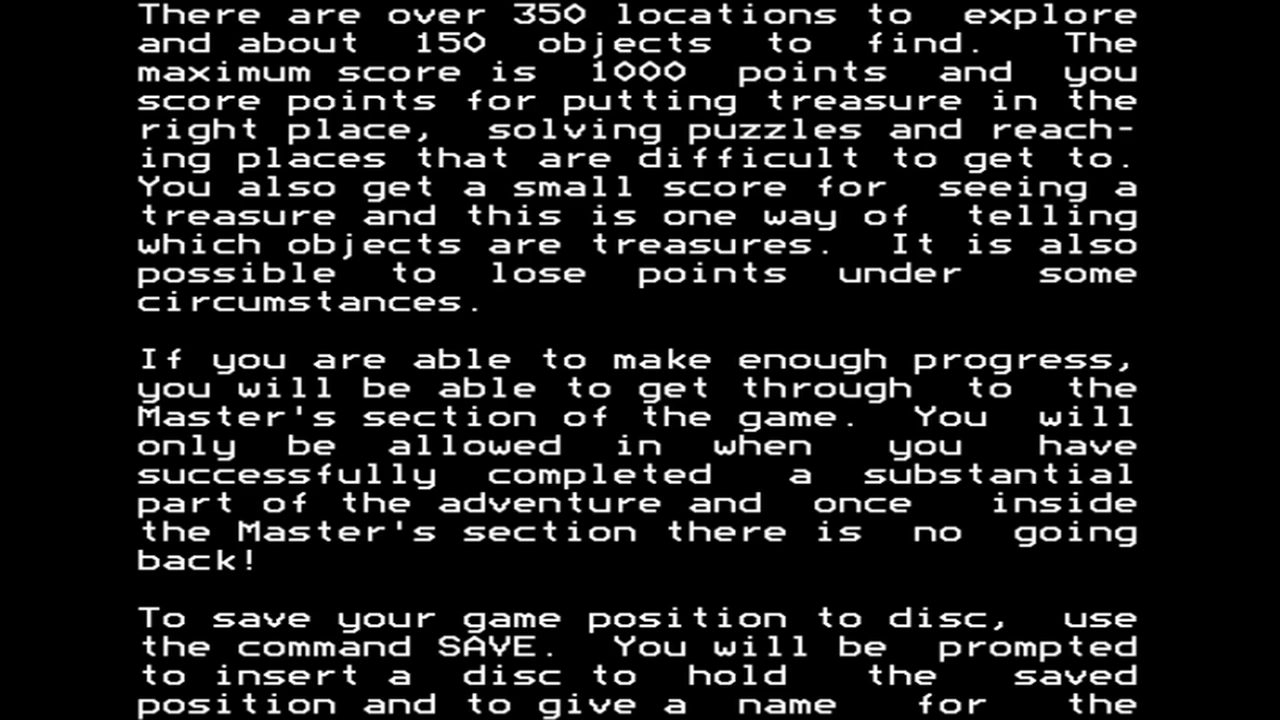 There are over 350 locations to explore
and about 150 objects to find. The
maximum score is 1000 points and you
score points for putting treasure in the
right place, solving puzzles and reach-
ing places that are difficult to get to.
You also get a small score for seeing a
treasure and this is one way of telling
which objects are treasures. It is also
possible to lose points under some
circumstances.
If you are able to make enough progress,
you will be able to get through to the
Master's section of the game. You will
only be allowed in when you have
successfully completed a substantial
part of the adventure and once inside
the Master's section there is no going
back!
To save your game position to disc, use
the command SAVE. You will be prompted
to insert a disc to hold the saved
position and to give a name for the